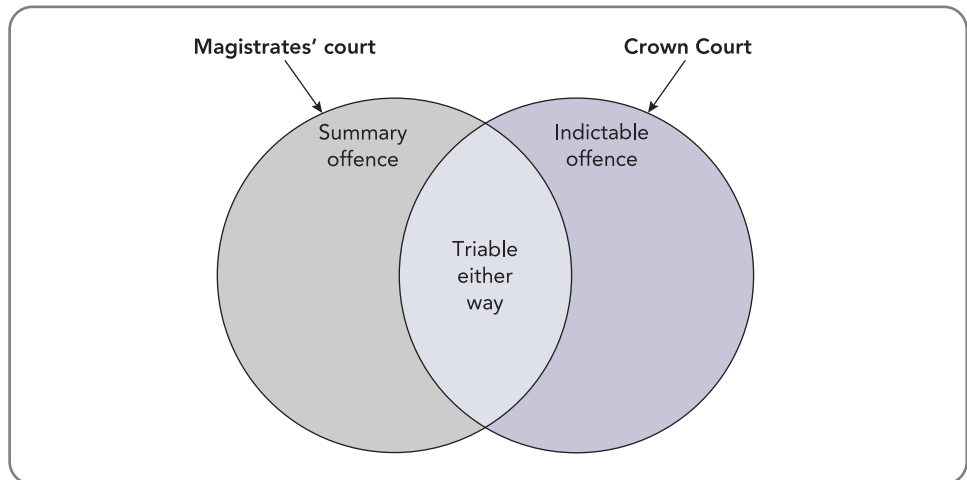 Magistrates’ court
Crown Court
Summary
offence
Indictable
offence
Triable
either
way